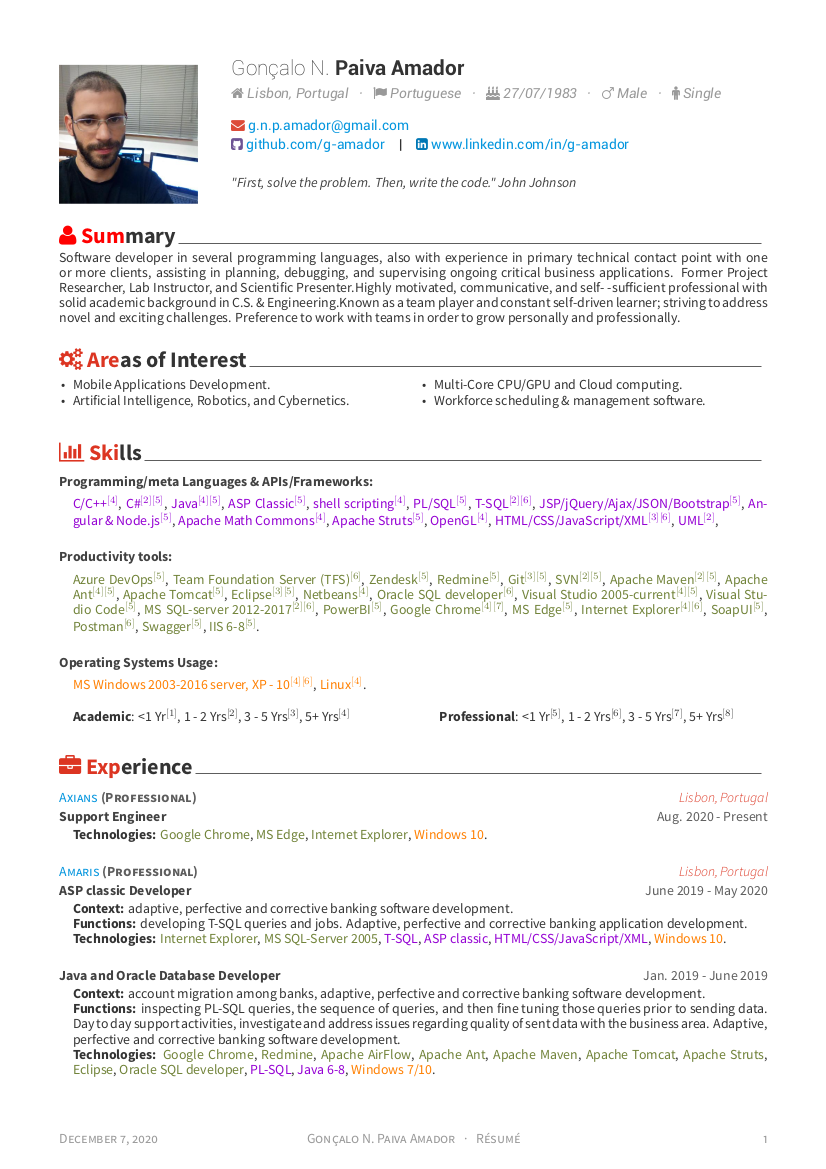 Gonçalo N. Paiva Amador
Lisbon, Portugal · Portuguese · 27/07/1983 · Male · Single
g.n.p.amador@gmail.com
github.com/g-amador | www.linkedin.com/in/g-amador
"First, solve the problem. Then, write the code." John Johnson
Summary
Software developer in several programming languages, also with experience in primary technical contact point with one
or more clients, assisting in planning, debugging, and supervising ongoing critical business applications. Former Project
Researcher, Lab Instructor, and Scientific Presenter.Highly motivated, communicative, and self- -sufficient professional with
solid academic background in C.S. & Engineering.Known as a team player and constant self-driven learner; striving to address
novel and exciting challenges. Preference to work with teams in order to grow personally and professionally.
Areas of Interest
• Mobile Applications Development.
• Artificial Intelligence, Robotics, and Cybernetics.
• Multi-Core CPU/GPU and Cloud computing.
• Workforce scheduling & management software.
Skills
Programming/meta Languages & APIs/Frameworks:
C/C++[4], C#[2][5], Java[4][5], ASP Classic[5], shell scripting[4], PL/SQL[5], T-SQL[2][6], JSP/jQuery/Ajax/JSON/Bootstrap[5], An-
gular & Node.js[5], Apache Math Commons[4], Apache Struts[5], OpenGL[4], HTML/CSS/JavaScript/XML[3][6], UML[2],
Productivity tools:
Azure DevOps[5], Team Foundation Server (TFS)[6], Zendesk[5], Redmine[5], Git[3][5], SVN[2][5], Apache Maven[2][5], Apache
Ant[4][5], Apache Tomcat[5], Eclipse[3][5], Netbeans[4], Oracle SQL developer[6], Visual Studio 2005-current[4][5], Visual Stu-
dio Code[5], MS SQL-server 2012-2017[2][6], PowerBI[5], Google Chrome[4][7], MS Edge[5], Internet Explorer[4][6], SoapUI[5],
Postman[6], Swagger[5], IIS 6-8[5].
Operating Systems Usage:
MS Windows 2003-2016 server, XP - 10[4][6], Linux[4].
Academic: <1 Yr[1], 1 - 2 Yrs[2], 3 - 5 Yrs[3], 5+ Yrs[4] Professional: <1 Yr[5], 1 - 2 Yrs[6], 3 - 5 Yrs[7], 5+ Yrs[8]
Experience
Axians (Professional) Lisbon, Portugal
Support Engineer Aug. 2020 - Present
Technologies: Google Chrome, MS Edge, Internet Explorer, Windows 10.
Amaris (Professional) Lisbon, Portugal
ASP classic Developer June 2019 - May 2020
Context: adaptive, perfective and corrective banking software development.
Functions: developing T-SQL queries and jobs. Adaptive, perfective and corrective banking application development.
Technologies: Internet Explorer, MS SQL-Server 2005, T-SQL, ASP classic, HTML/CSS/JavaScript/XML, Windows 10.
Java and Oracle Database Developer Jan. 2019 - June 2019
Context: account migration among banks, adaptive, perfective and corrective banking software development.
Functions: inspecting PL-SQL queries, the sequence of queries, and then fine tuning those queries prior to sending data.
Day to day support activities, investigate and address issues regarding quality of sent data with the business area. Adaptive,
perfective and corrective banking software development.
Technologies: Google Chrome, Redmine, Apache AirFlow, Apache Ant, Apache Maven, Apache Tomcat, Apache Struts,
Eclipse, Oracle SQL developer, PL-SQL, Java 6-8, Windows 7/10.
December 7, 2020 Gonçalo N. Paiva Amador · Résumé 1